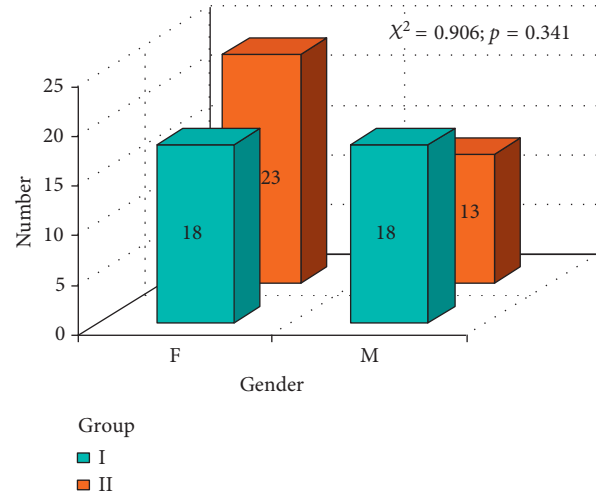 χ² = 0.906; p = 0.341
25
20
15
10
5
0
Number
23
18
18
13
F
M
Gender
Group
I
II